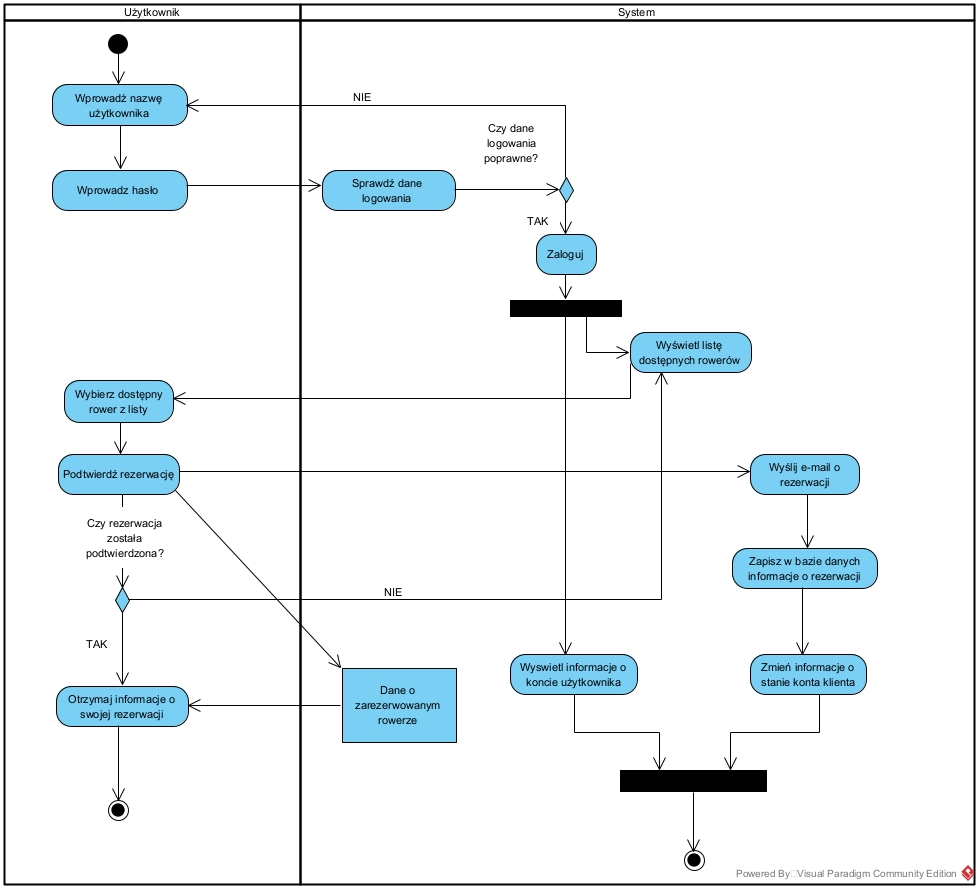 Użytkownik
System
Wprowadź nazwę
użytkownika
NIE
Czy dane
logowania
poprawne?
Wprowadz hasło
Sprawdź dane
logowania
TAK
Zaloguj
Wyświetl listę
dostępnych rowerów
Wybierz dostępny
rower z listy
Podtwierdź rezerwację
Wyślij e-mail o
rezerwacji
Czy rezerwacja
została
podtwierdzona?
Zapisz w bazie danych
informacje o rezerwacji
NIE
TAK
Wyswietl informacje o
koncie użytkownika
Zmień informacje o
stanie konta klienta
Otrzymaj informacje o
swojej rezerwacji
Dane o
zarezerwowanym
rowerze
Powered By Visual Paradigm Community Edition